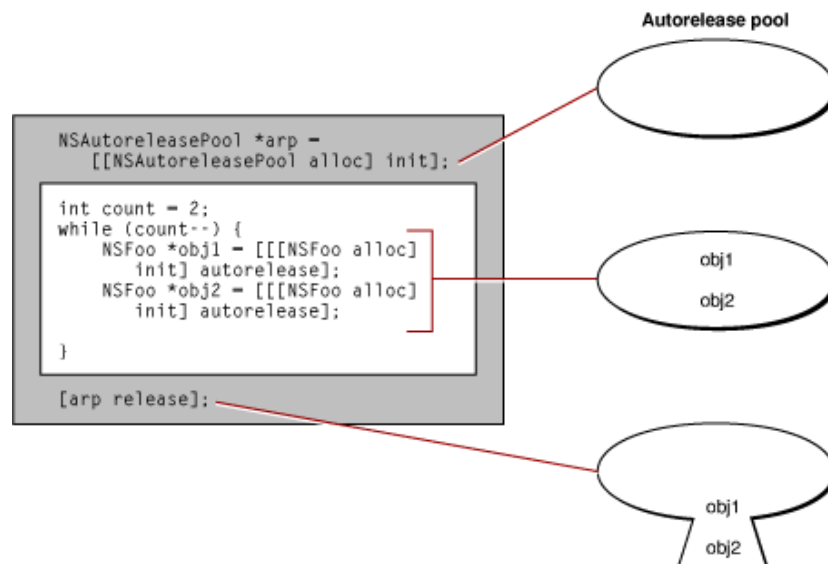 Autorelease pool
NSAutoreleasePool *arp =
[[NSAutoreleasePool alloc] init];
int count = 2;
while (count--) {
NSFoo *obj1 = [[[NSFoo alloc]
init] autorelease];
NSFoo *obj2 = [[[NSFoo alloc]
init] autorelease];
}
[arp release];
obj1
obj2
obj1
obj2